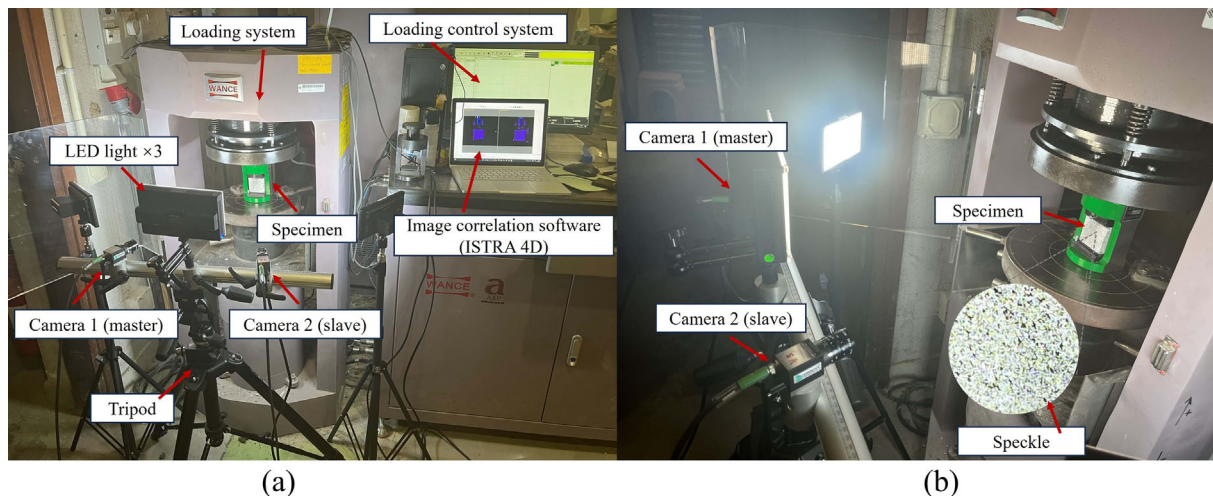 Loading system
Loading control system
WANCE
LED light ×3
Specimen
Image correlation software
(ISTRA 4D)
WANCE
a
Camera 1 (master)
Camera 2 (slave)
Tripod
(a)
Camera 1 (master)
Specimen
Camera 2 (slave)
Speckle
(b)